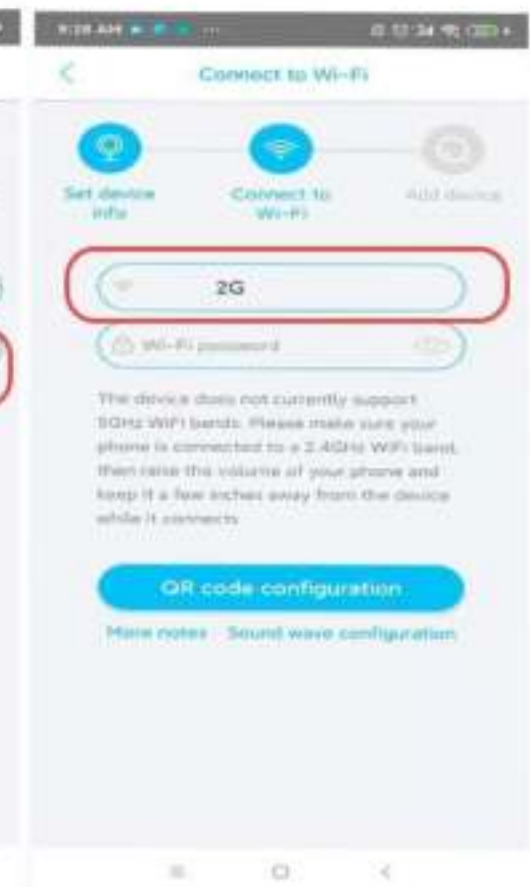 9:28 AM
Connect to Wi-Fi
Set device info
Connect to Wi-Fi
Add device
2G
Wi-Fi password
The device does not currently support
5GHz WiFi bands. Please make sure your
phone is connected to a 2.4GHz WiFi band,
then raise the volume of your phone and
keep it a few inches away from the device
while it connects
QR code configuration
More notes Sound wave configuration